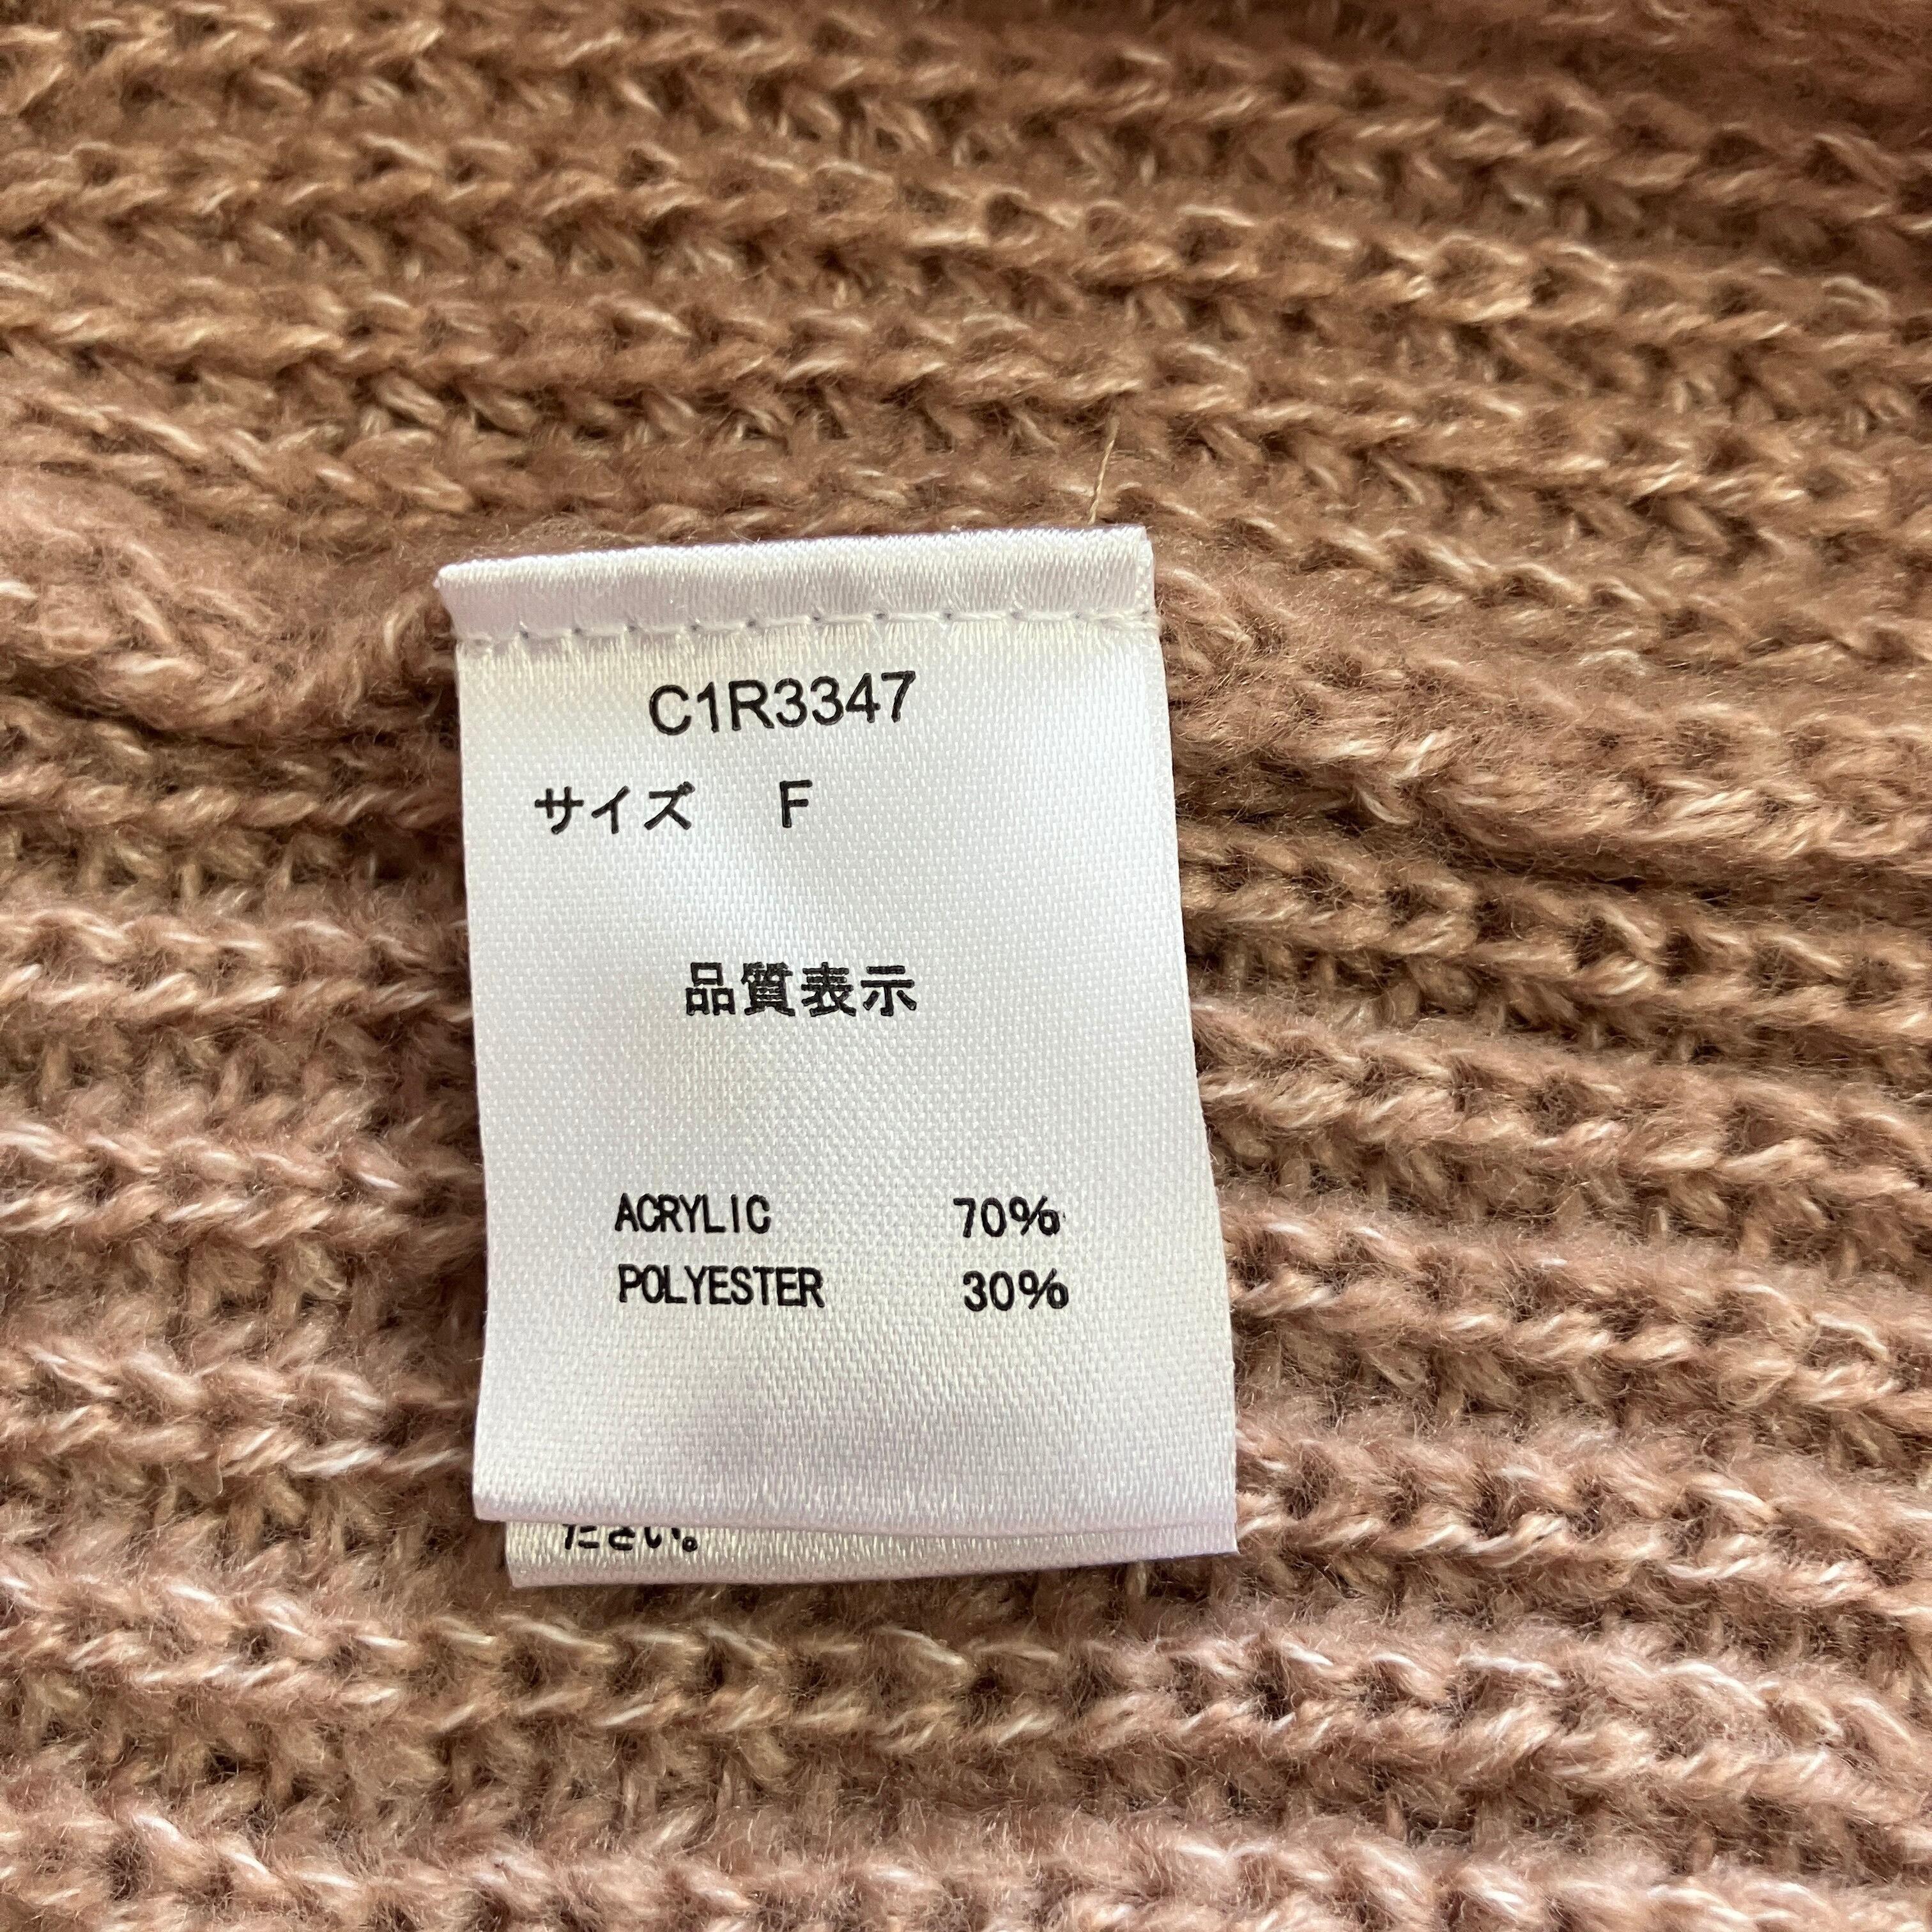 C1R3347
サイズ F
品質表示
ACRYLIC 70%
POLYESTER 30%
ださい。